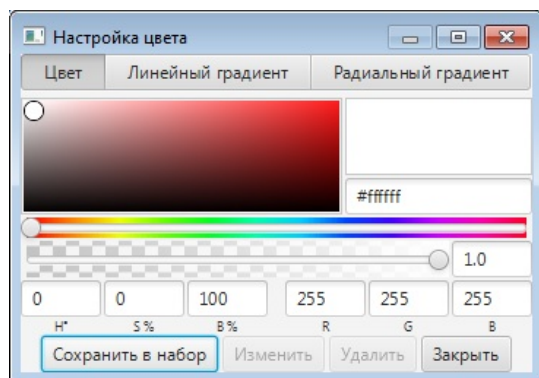 Настройка цвета
Цвет Линейный градиент Радиальный градиент
#ffffff
1.0
0 0 100 255 255 255
H° S % B % R G B
Сохранить в набор Изменить Удалить Закрыть